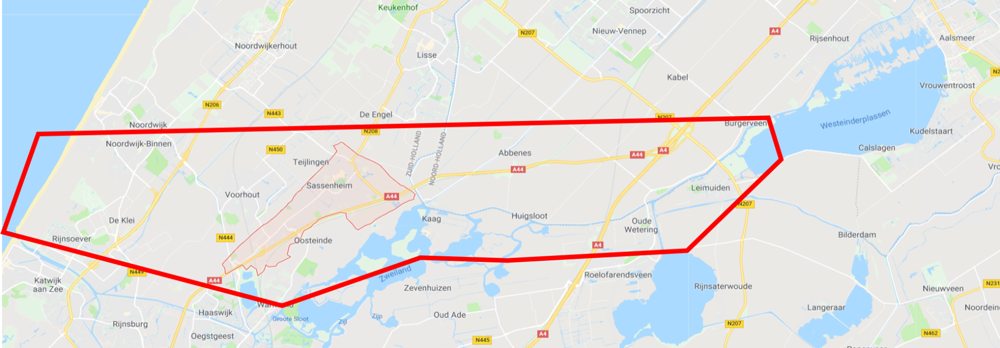 Keukenhof
Spoorzicht
Nieuw-Vennep
N207
A4
Rijsenhout
Aalsmeer
Noordwijkerhout
Lisse
Kabel
Vrouwentroost
N206
N443
De Engel
N207
Burgerveen
Westeinderplassen
Noordwijk
Noordwijk-Binnen
N208
Kudelstaart
Calslagen
N450
Teijlingen
ZUID-HOLLAND
NOORD-HOLLAND
Abbenes
A44
A4
A44
Sassenheim
Voorhout
A44
Leimuiden
N207
De Klei
Kaag
Huigsloot
Oude
Wetering
Bilderdam
Rijnsoever
N444
Oosteinde
A4
N449
Katwijk
aan Zee
A44
Zweiland
Zevenhuizen
Roelofarendsveen
Rijnsaterwoude
Nieuwveen
N231
Haaswijk
Groote Sloot
Zijl
Zijp
Oud Ade
Langeraar
Rijnsburg
Oegstgeest
N445
A4
N207
N462